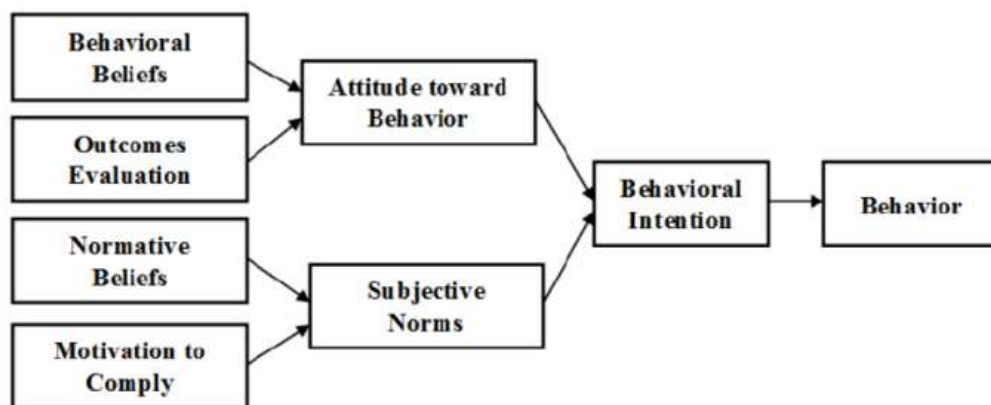 Behavioral
Beliefs
Outcomes
Evaluation
Normative
Beliefs
Motivation to
Comply
Attitude toward
Behavior
Subjective
Norms
Behavioral
Intention
Behavior